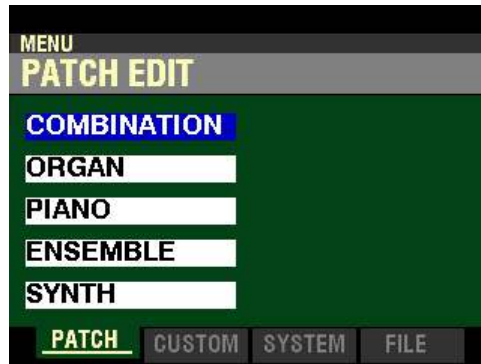 MENU
PATCH EDIT
COMBINATION
ORGAN
PIANO
ENSEMBLE
SYNTH
PATCH CUSTOM SYSTEM FILE